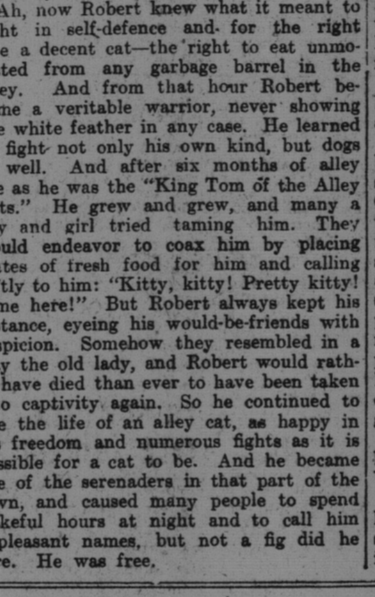 Ah, now Robert knew what it meant to
ht in self-defence and for the right
e a decent cat—the right to eat unmo-
ted from any garbage barrel in the
ey. And from that hour Robert be-
me a veritable warrior, never showing
e white feather in any case. He learned
fight not only his own kind, but dogs
well. And after six months of alley
e as he was the "King Tom of the Alley
ts." He grew and grew, and many a
y and girl tried taming him. They
uld endeavor to coax him by placing
tes of fresh food for him and calling
tly to him: "Kitty, kitty! Pretty kitty!
me here!" But Robert always kept his
tance, eyeing his would-be-friends with
spicion. Somehow they resembled in a
y the old lady, and Robert would rath-
have died than ever to have been taken
o captivity again. So he continued to
e the life of an alley cat, as happy in
freedom and numerous fights as it is
ssible for a cat to be. And he became
e of the serenaders in that part of the
wn, and caused many people to spend
keful hours at night and to call him
pleasant names, but not a fig did he
re. He was free.